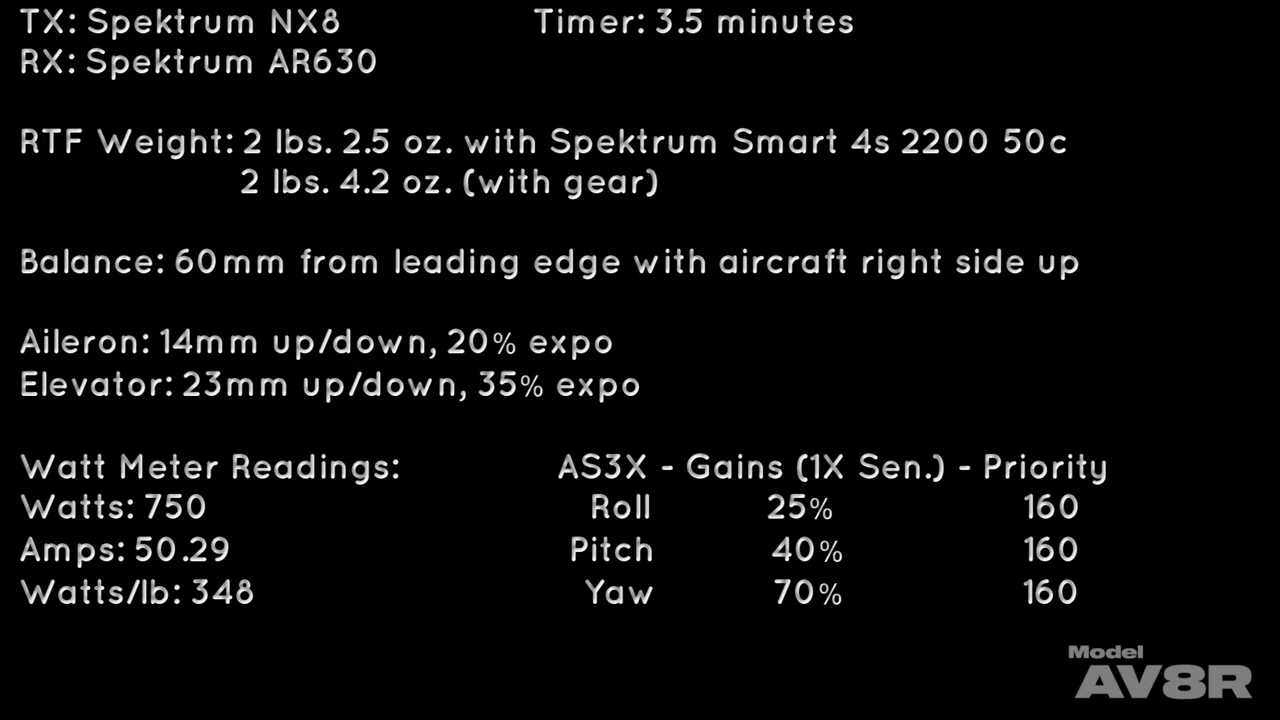 TX: Spektrum NX8 Timer: 3.5 minutes
RX: Spektrum AR630
RTF Weight: 2 lbs. 2.5 oz. with Spektrum Smart 4s 2200 50c
2 lbs. 4.2 oz. (with gear)
Balance: 60mm from leading edge with aircraft right side up
Aileron: 14mm up/down, 20% expo
Elevator: 23mm up/down, 35% expo
Watt Meter Readings: AS3X - Gains (1X Sen.) - Priority
Watts: 750 Roll 25% 160
Amps: 50.29 Pitch 40% 160
Watts/lb: 348 Yaw 70% 160
Model
AV8R